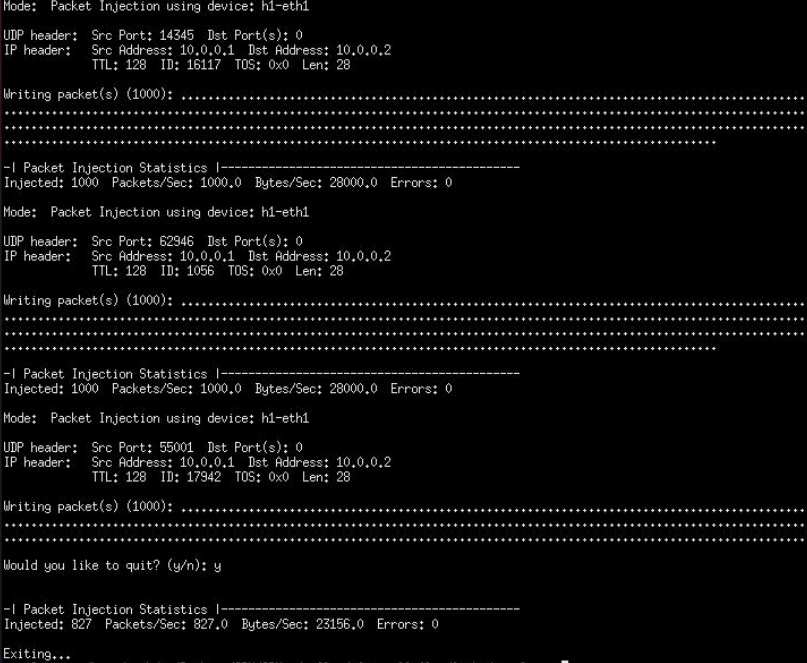 Mode:  Packet Injection using device: h1-eth1
UDP header:  Src Port: 14345  Dst Port(s): 0
IP header:   Src Address: 10.0.0.1  Dst Address: 10.0.0.2
TTL: 128  ID: 16117  TOS: 0x0  Len: 28
Writing packet(s) (1000): ...........................................................................................
-| Packet Injection Statistics |--------------------------------------------
Injected: 1000  Packets/Sec: 1000.0  Bytes/Sec: 28000.0  Errors: 0
Mode:  Packet Injection using device: h1-eth1
UDP header:  Src Port: 62946  Dst Port(s): 0
IP header:   Src Address: 10.0.0.1  Dst Address: 10.0.0.2
TTL: 128  ID: 1056  TOS: 0x0  Len: 28
Writing packet(s) (1000): ...........................................................................................
-| Packet Injection Statistics |--------------------------------------------
Injected: 1000  Packets/Sec: 1000.0  Bytes/Sec: 28000.0  Errors: 0
Mode:  Packet Injection using device: h1-eth1
UDP header:  Src Port: 55001  Dst Port(s): 0
IP header:   Src Address: 10.0.0.1  Dst Address: 10.0.0.2
TTL: 128  ID: 17942  TOS: 0x0  Len: 28
Writing packet(s) (1000): ...........................................................................................
Would you like to quit? (y/n): y
-| Packet Injection Statistics |--------------------------------------------
Injected: 827  Packets/Sec: 827.0  Bytes/Sec: 23156.0  Errors: 0
Exiting...